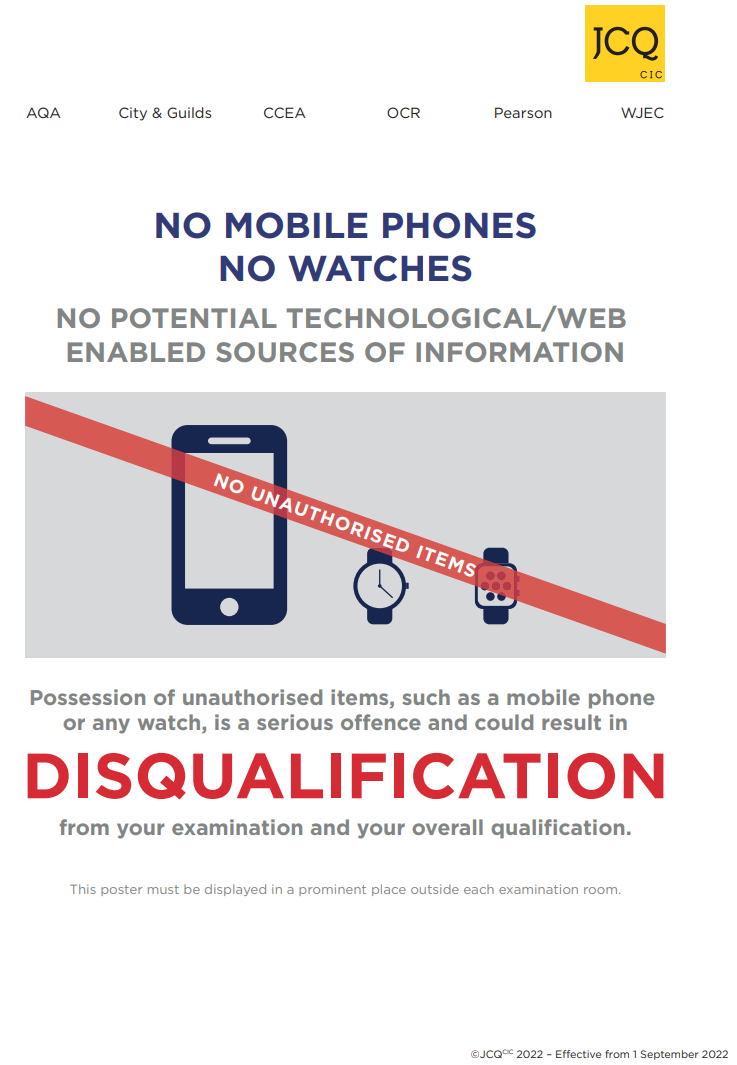 JCQ
CIC
AQA City & Guilds CCEA OCR Pearson WJEC
NO MOBILE PHONES
NO WATCHES
NO POTENTIAL TECHNOLOGICAL/WEB
ENABLED SOURCES OF INFORMATION
NO UNAUTHORISED ITEMS
Possession of unauthorised items, such as a mobile phone
or any watch, is a serious offence and could result in
DISQUALIFICATION
from your examination and your overall qualification.
This poster must be displayed in a prominent place outside each examination room.
©JCQCIC 2022 – Effective from 1 September 2022